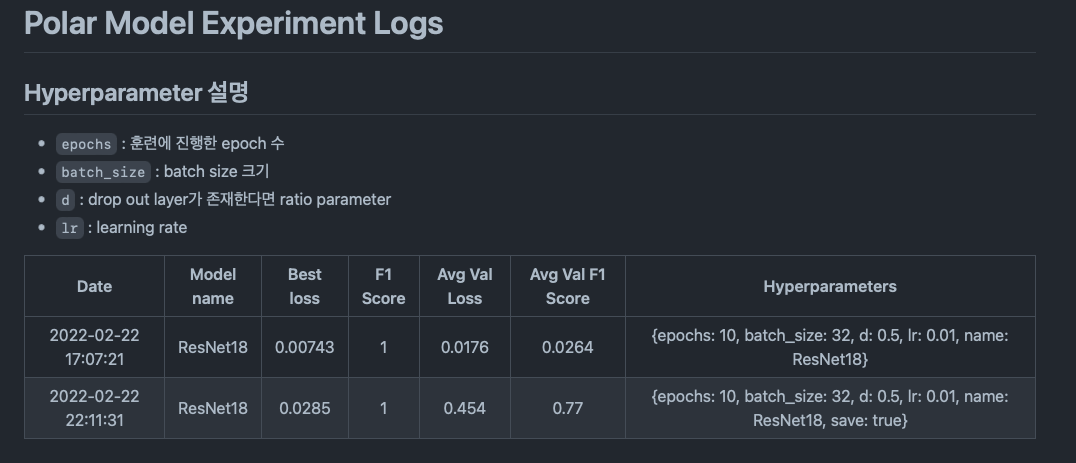 Polar Model Experiment Logs
Hyperparameter 설명
epochs : 훈련에 진행한 epoch 수
batch_size : batch size 크기
d : drop out layer가 존재한다면 ratio parameter
lr : learning rate
Date Model name Best loss F1 Score Avg Val Loss Avg Val F1 Score Hyperparameters
2022-02-22 17:07:21 ResNet18 0.00743 1 0.0176 0.0264 {epochs: 10, batch_size: 32, d: 0.5, lr: 0.01, name: ResNet18}
2022-02-22 22:11:31 ResNet18 0.0285 1 0.454 0.77 {epochs: 10, batch_size: 32, d: 0.5, lr: 0.01, name: ResNet18, save: true}